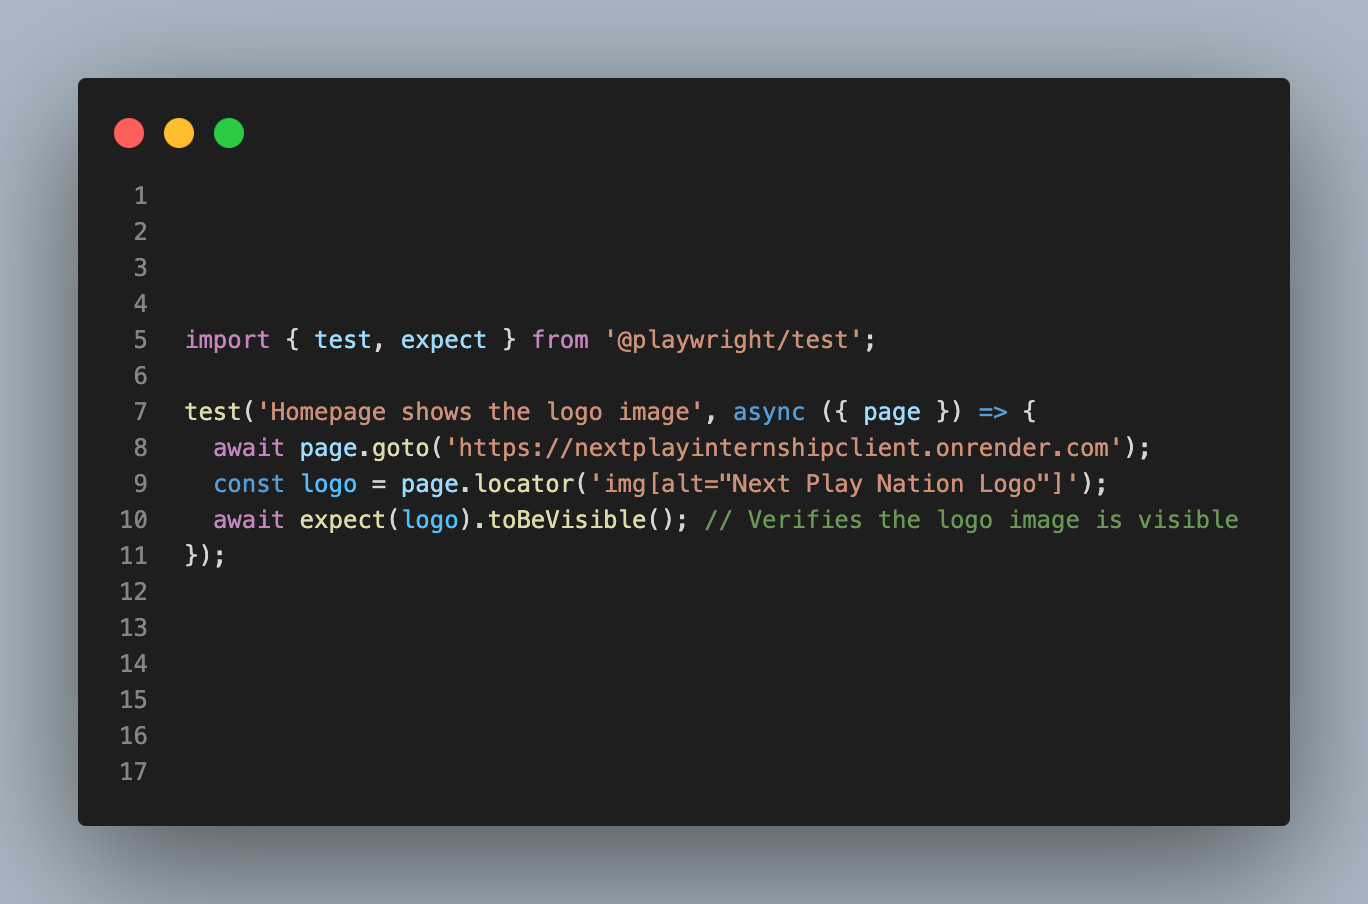 1
2
3
4
5 import { test, expect } from '@playwright/test';
6
7 test('Homepage shows the logo image', async ({ page }) => {
8   await page.goto('https://nextplayinternshipclient.onrender.com');
9   const logo = page.locator('img[alt="Next Play Nation Logo"]');
10   await expect(logo).toBeVisible(); // Verifies the logo image is visible
11 });
12
13
14
15
16
17